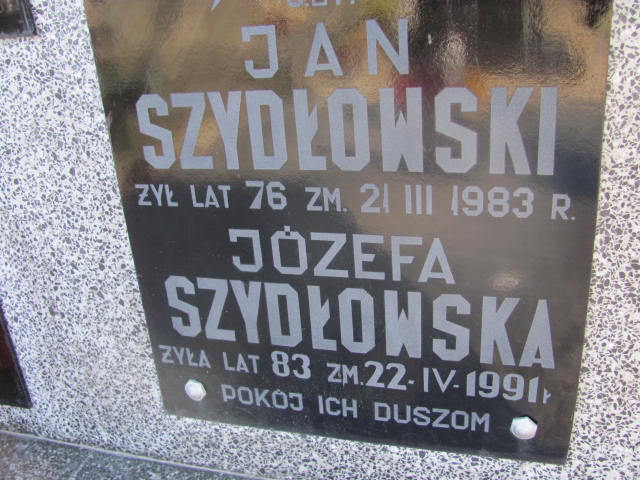 JAN
SZYDŁOWSKI
ŻYŁ LAT 76 ZM. 21 III 1983 R.
JÓZEFA
SZYDŁOWSKA
ŻYŁA LAT 83 ZM. 22-IV-1991 r
POKÓJ ICH DUSZOM